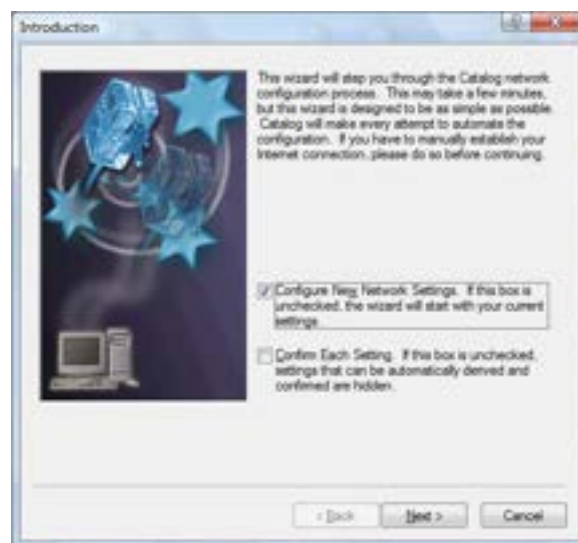 Introduction
This wizard will step you through the Catalog network
configuration process. This may take a few minutes,
but this wizard is designed to be as simple as possible.
Catalog will make every attempt to automate the
configuration. If you have to manually establish your
Internet connection, please do so before continuing.
Configure New Network Settings. If this box is
unchecked, the wizard will start with your current
settings.
Confirm Each Setting. If this box is unchecked,
settings that can be automatically derived and
confirmed are hidden.
< Back
Next >
Cancel